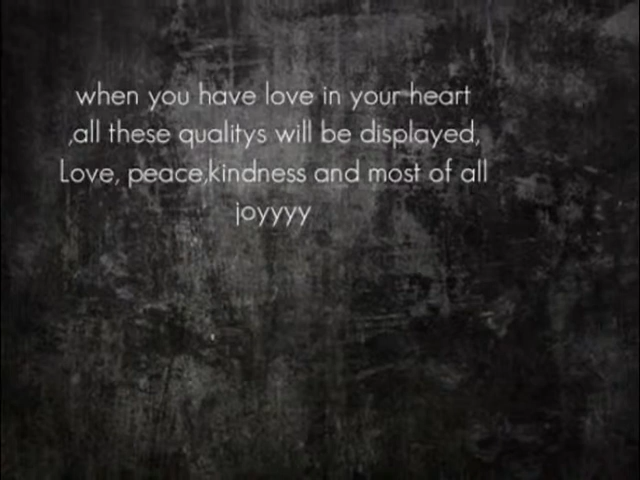 when you have love in your heart
,all these qualitys will be displayed,
Love, peace,kindness and most of all
joyyyy